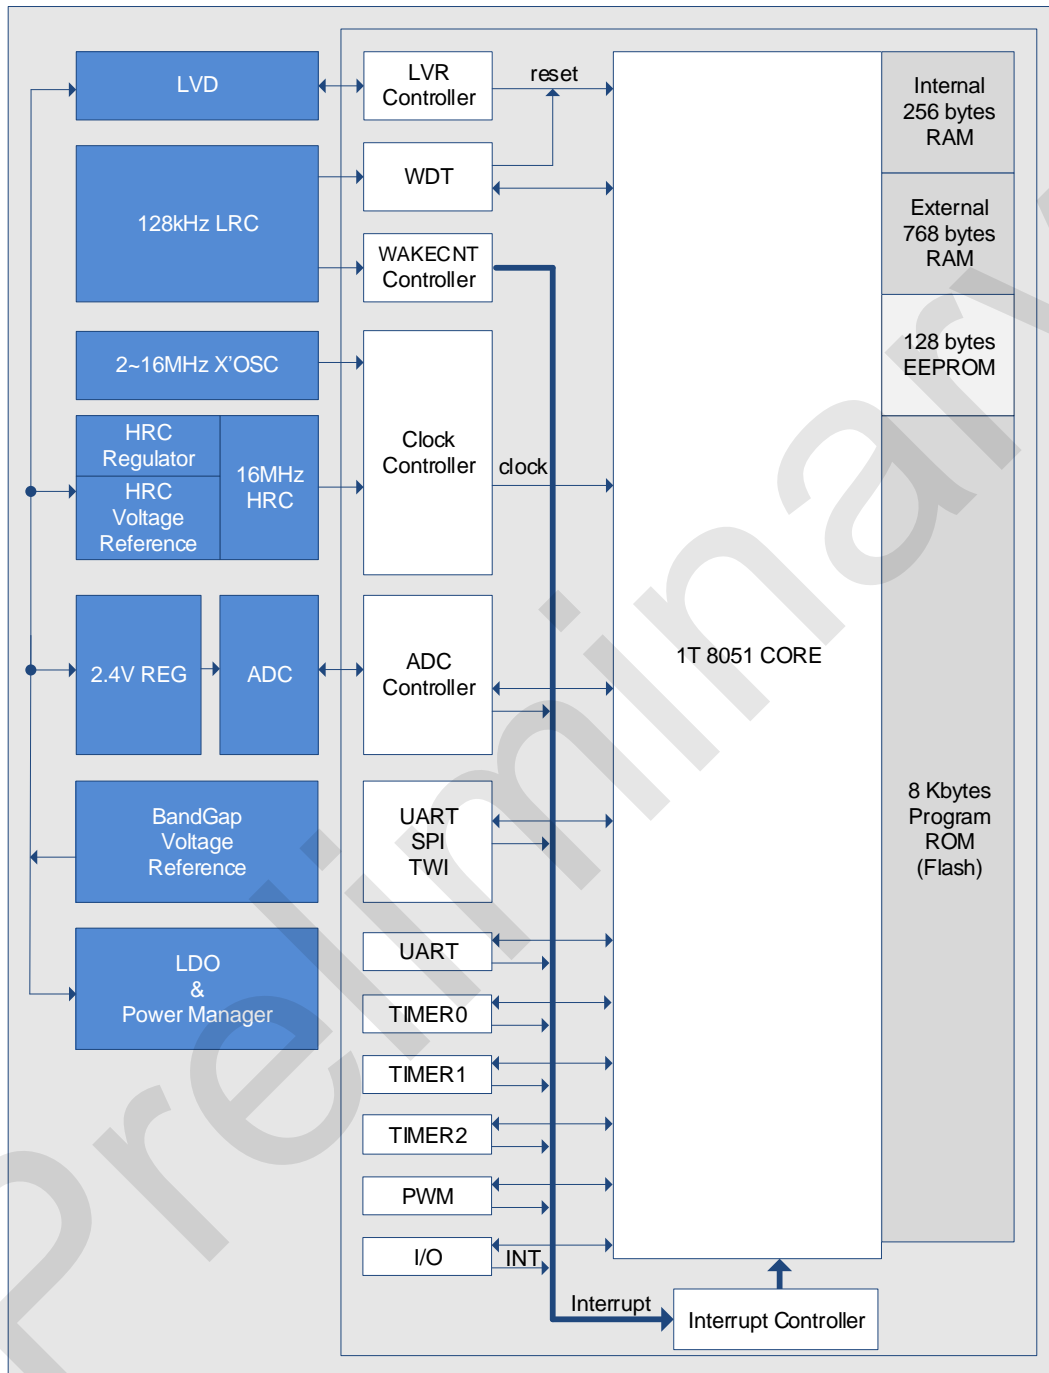 LVD
LVR
Controller
reset
Internal
256 bytes
RAM
128kHz LRC
WDT
WAKECNT
Controller
External
768 bytes
RAM
2~16MHz X'OSC
128 bytes
EEPROM
HRC
Regulator
HRC
Voltage
Reference
16MHz
HRC
Clock
Controller
clock
2.4V REG
ADC
ADC
Controller
1T 8051 CORE
BandGap
Voltage
Reference
UART
SPI
TWI
8 Kbytes
Program
ROM
(Flash)
LDO
&
Power Manager
UART
TIMER0
TIMER1
TIMER2
PWM
I/O
INT
Interrupt
Interrupt Controller
Preliminary